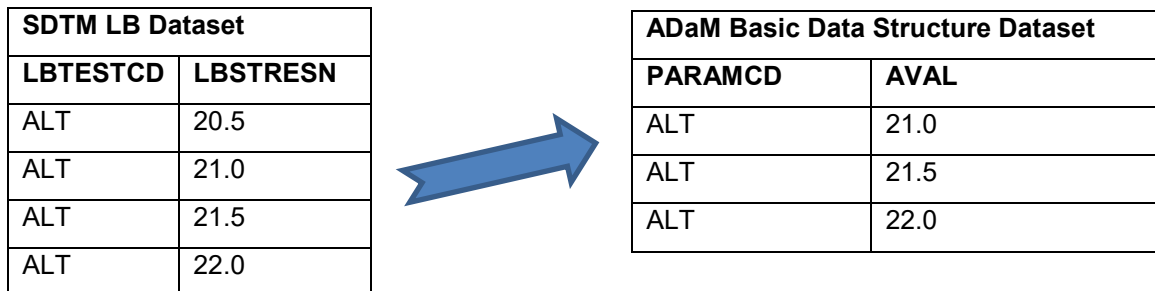 SDTM LB Dataset
LBTESTCD LBSTRESN
ALT 20.5
ALT 21.0
ALT 21.5
ALT 22.0
ADaM Basic Data Structure Dataset
PARAMCD AVAL
ALT 21.0
ALT 21.5
ALT 22.0